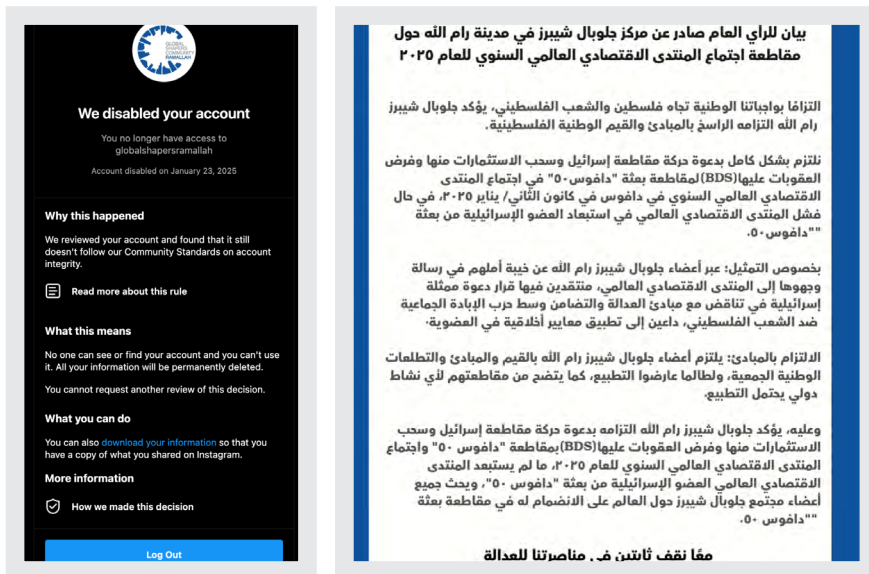 GLOBAL
SHAPERS
COMMUNITY
RAMALLAH
We disabled your account
You no longer have access to
globalshapersramallah
Account disabled on January 23, 2025
Why this happened
We reviewed your account and found that it still
doesn't follow our Community Standards on account
integrity.
Read more about this rule
What this means
No one can see or find your account and you can't use
it. All your information will be permanently deleted.
You cannot request another review of this decision.
What you can do
You can also download your information so that you
have a copy of what you shared on Instagram.
More information
How we made this decision
Log Out
بيان للرأي العام صادر عن مركز جلوبال شيبرز في مدينة رام الله حول
مقاطعة اجتماع المنتدى الاقتصادي العالمي السنوي للعام ٢٠٢٥
التزامًا بواجباتنا الوطنية تجاه فلسطين والشعب الفلسطيني، يؤكد جلوبال شيبرز
رام الله التزامه الراسخ بالمبادئ والقيم الوطنية الفلسطينية.
نلتزم بشكل كامل بدعوة حركة مقاطعة إسرائيل وسحب الاستثمارات منها وفرض
العقوبات عليها(BDS)لمقاطعة بعثة "دافوس٥٠" في اجتماع المنتدى
الاقتصادي العالمي السنوي في دافوس في كانون الثاني/ يناير ٢٠٢٥، في حال
فشل المنتدى الاقتصادي العالمي في استبعاد العضو الإسرائيلية من بعثة
""دافوس٥٠.
بخصوص التمثيل: عبر أعضاء جلوبال شيبرز رام الله عن خيبة أملهم في رسالة
وجهوها إلى المنتدى الاقتصادي العالمي، منتقدين فيها قرار دعوة ممثلة
إسرائيلية في تناقض مع مبادئ العدالة والتضامن وسط حرب الإبادة الجماعية
ضد الشعب الفلسطيني، داعين إلى تطبيق معايير أخلاقية في العضوية.
الالتزام بالمبادئ: يلتزم أعضاء جلوبال شيبرز رام الله بالقيم والمبادئ والتطلعات
الوطنية الجمعية، ولطالما عارضوا التطبيع، كما يتضح من مقاطعتهم لأي نشاط
دولي يحتمل التطبيع.
وعليه، يؤكد جلوبال شيبرز رام الله التزامه بدعوة حركة مقاطعة إسرائيل وسحب
الاستثمارات منها وفرض العقوبات عليها(BDS)بمقاطعة "دافوس ٥٠" واجتماع
المنتدى الاقتصادي العالمي السنوي للعام ٢٠٢٥، ما لم يستبعد المنتدى
الاقتصادي العالمي العضو الإسرائيلية من بعثة "دافوس ٥٠"، ويحث جميع
أعضاء مجتمع جلوبال شيبرز حول العالم على الانضمام له في مقاطعة بعثة
""دافوس ٥٠.
معًا نقف ثابتين في مناصرتنا للعدالة